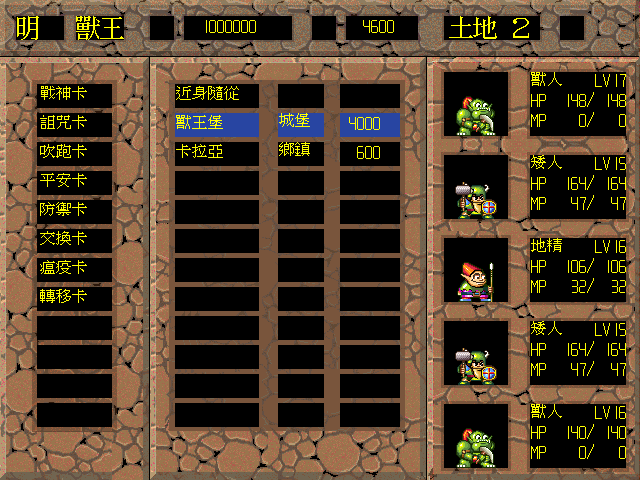 明 獸王 1000000 4600 土地 2
戰神卡
詛咒卡
吹跑卡
平安卡
防禦卡
交換卡
瘟疫卡
轉移卡
近身隨從
獸王堡 城堡 4000
卡拉亞 鄉鎮 600
獸人 LV 17
HP 148/ 148
MP 0/ 0
矮人 LV 15
HP 164/ 164
MP 47/ 47
地精 LV 16
HP 106/ 106
MP 32/ 32
矮人 LV 15
HP 164/ 164
MP 47/ 47
獸人 LV 16
HP 140/ 140
MP 0/ 0